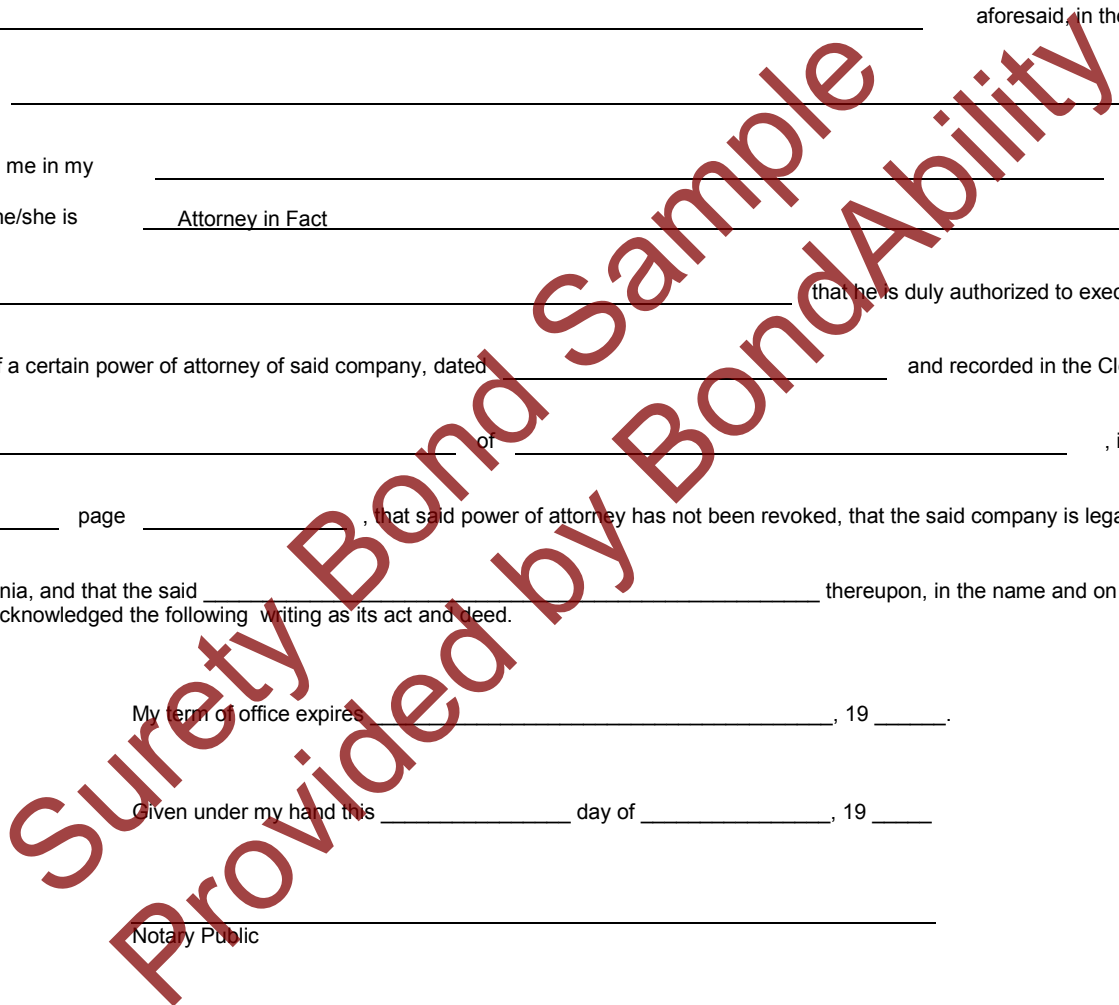 aforesaid, in the
me in my
he/she is Attorney in Fact
that he is duly authorized to exec
f a certain power of attorney of said company, dated and recorded in the Cl
of , i
page , that said power of attorney has not been revoked, that the said company is lega
nia, and that the said ________________ thereupon, in the name and on
cknowledged the following writing as its act and deed.
My term of office expires ________________, 19 ______.
Given under my hand this ________________ day of ________________, 19 _____
Notary Public
Surety Bond Sample
Provided by BondAbility